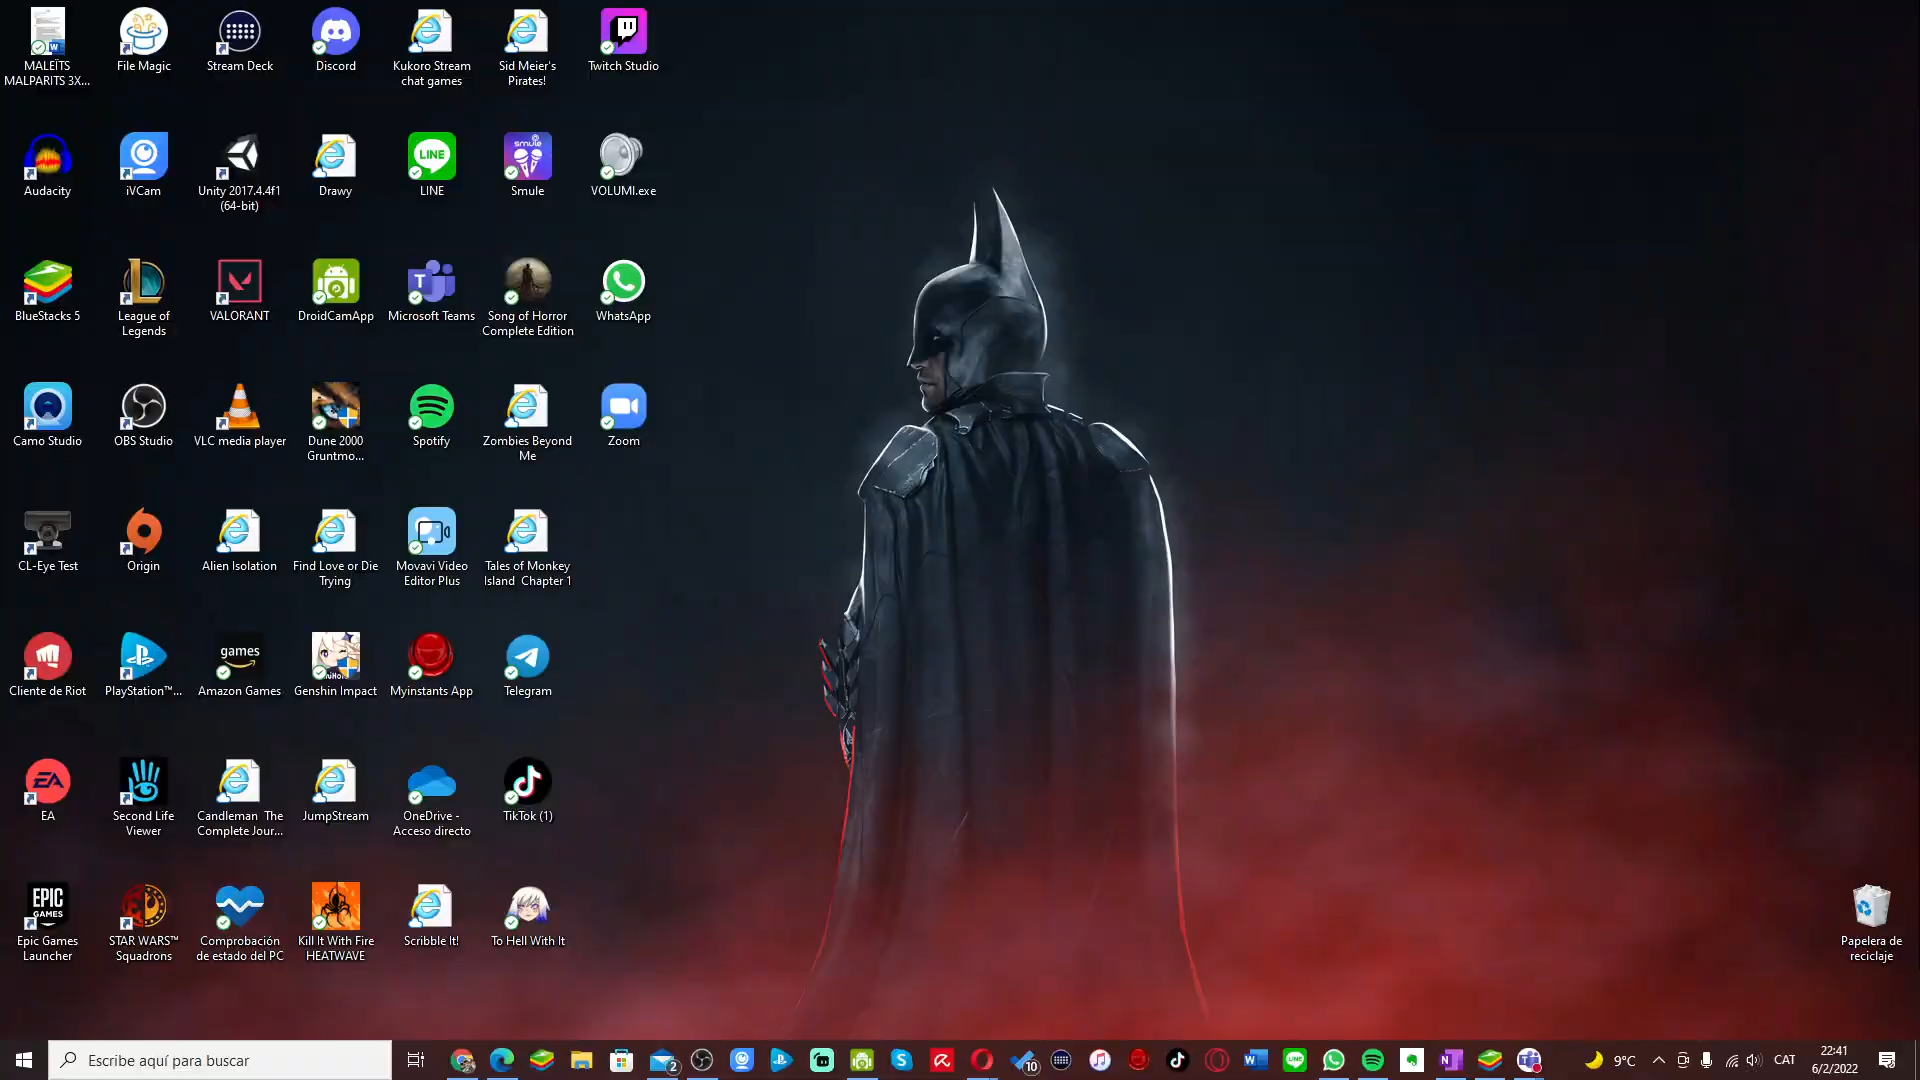 MALEÏTS
MALPARITS 3X...
File Magic
Stream Deck
Discord
Kukoro Stream
chat games
Sid Meier's
Pirates!
Twitch Studio
Audacity
iVCam
Unity 2017.4.4f1
(64-bit)
Drawy
LINE
LINE
smule
Smule
VOLUMI.exe
BlueStacks 5
League of
Legends
VALORANT
DroidCamApp
T
Microsoft Teams
Song of Horror
Complete Edition
WhatsApp
Camo Studio
OBS Studio
VLC media player
Dune 2000
Gruntmo...
Spotify
Zombies Beyond
Me
Zoom
CL-Eye Test
Origin
Alien Isolation
Find Love or Die
Trying
Movavi Video
Editor Plus
Tales of Monkey
Island Chapter 1
Cliente de Riot
PlayStation™...
games
Amazon Games
Genshin Impact
Myinstants App
Telegram
EA
EA
Second Life
Viewer
Candleman The
Complete Jour...
JumpStream
OneDrive -
Acceso directo
TikTok (1)
EPIC
GAMES
Epic Games
Launcher
STAR WARS™
Squadrons
Comprobación
de estado del PC
Kill It With Fire
HEATWAVE
Scribble It!
To Hell With It
Papelera de
reciclaje
Escribe aquí para buscar
2
10
9°C
CAT
22:41
6/2/2022